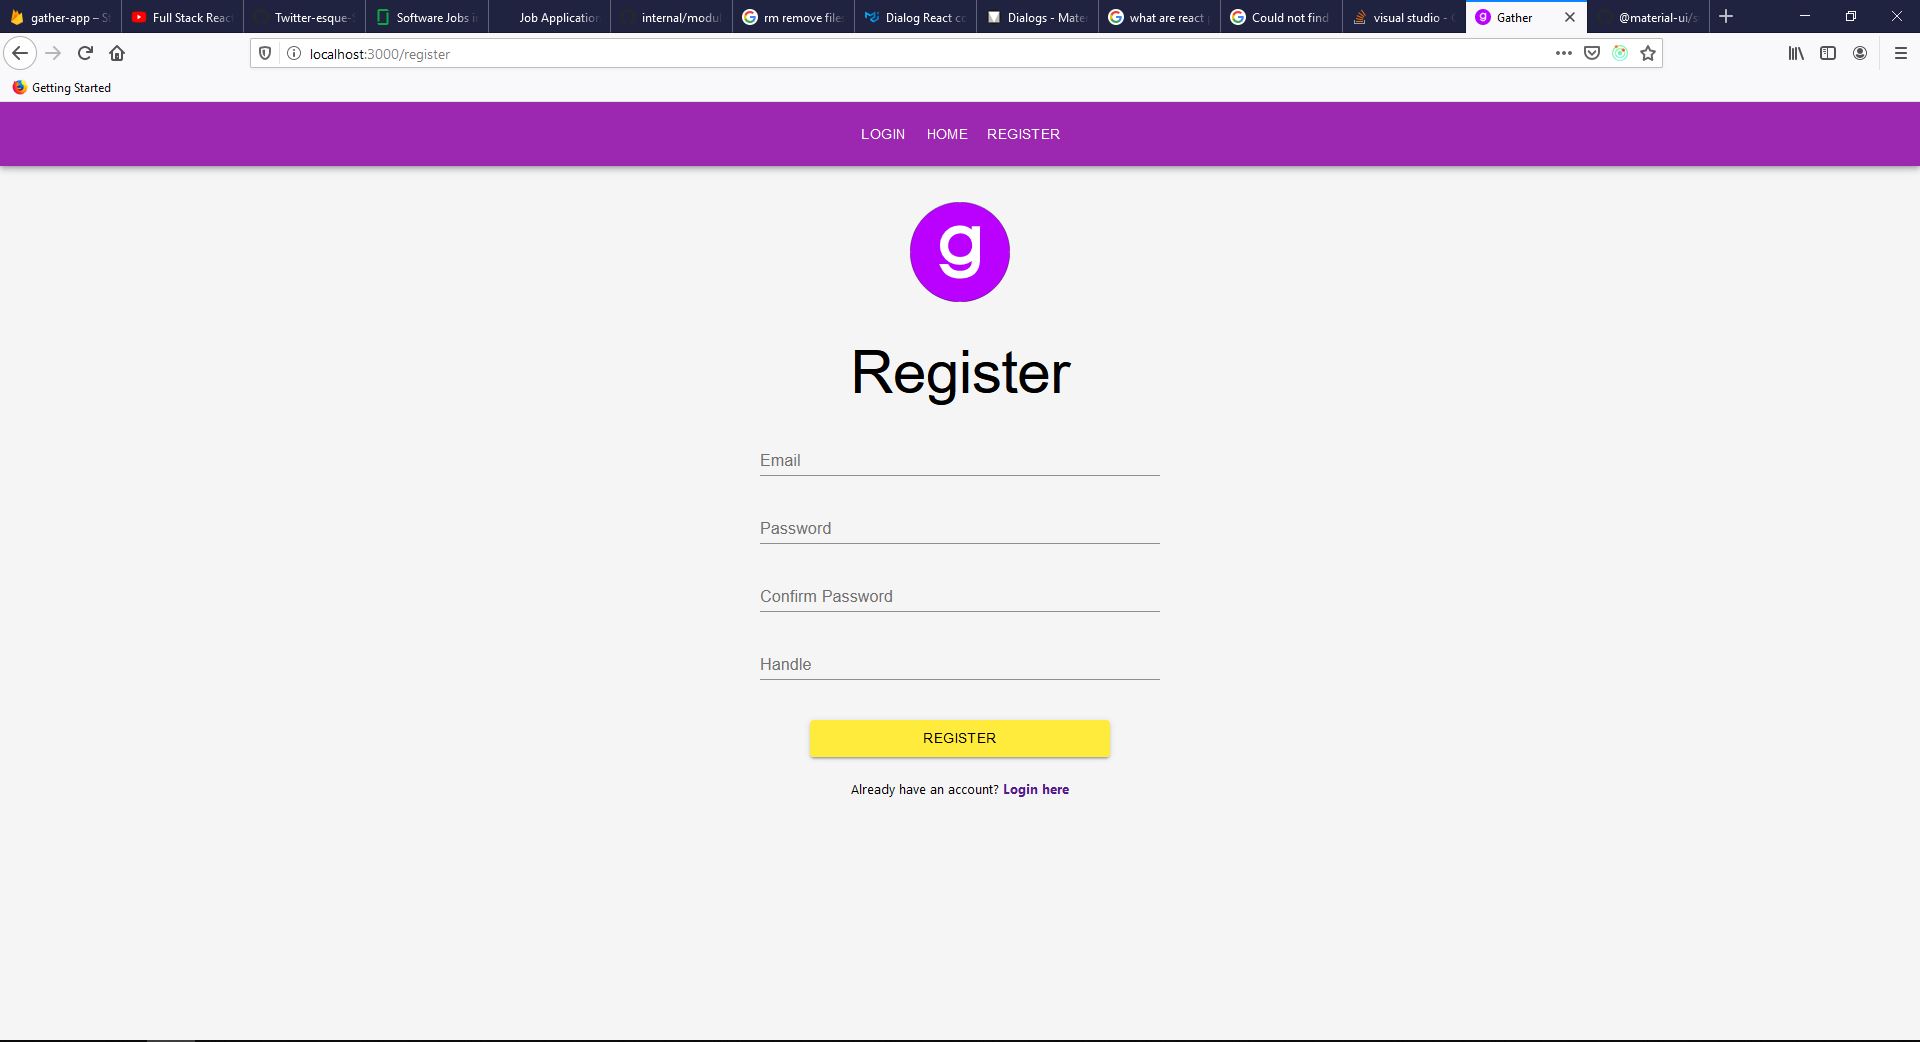 gather-app – S
Full Stack Reac
Twitter-esque-
Software Jobs i
Job Application
internal/modul
rm remove file
Dialog React co
Dialogs - Mate
what are react
Could not find
visual studio -
Gather
@material-ui/s
localhost:3000/register
Getting Started
LOGIN HOME REGISTER
g
Register
Email
Password
Confirm Password
Handle
REGISTER
Already have an account? Login here